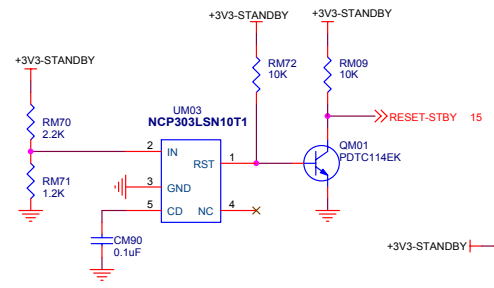 +3V3-STANDBY
+3V3-STANDBY
+3V3-STANDBY
RM72
10K
RM09
10K
RM70
2.2K
UM03
NCP303LSN10T1
RESET-STBY 15
2 IN
RST 1
QM01
PDTC114EK
RM71
1.2K
3 GND
5 CD
NC 4
CM90
0.1uF
+3V3-STANDBY